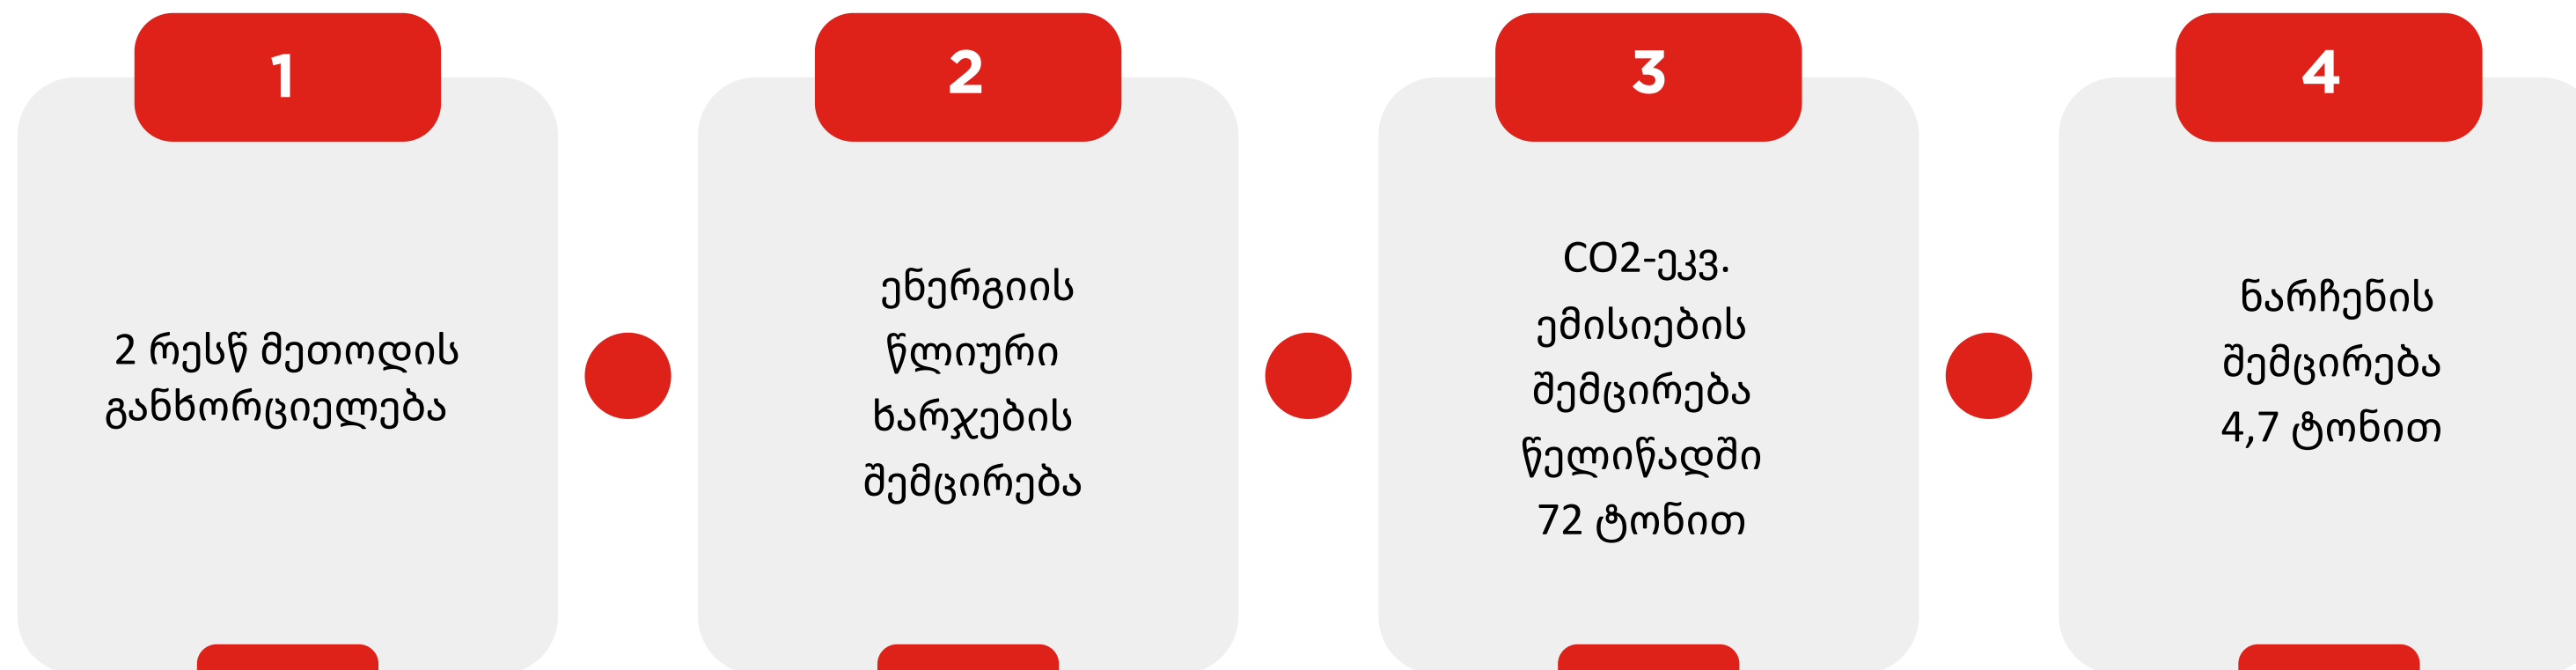 1
2 რესწ მეთოდის
განხორციელება
2
ენერგიის
წლიური
ხარჯების
შემცირება
3
CO2-ეკვ.
ემისიების
შემცირება
წელიწადში
72 ტონით
4
ნარჩენის
შემცირება
4,7 ტონით